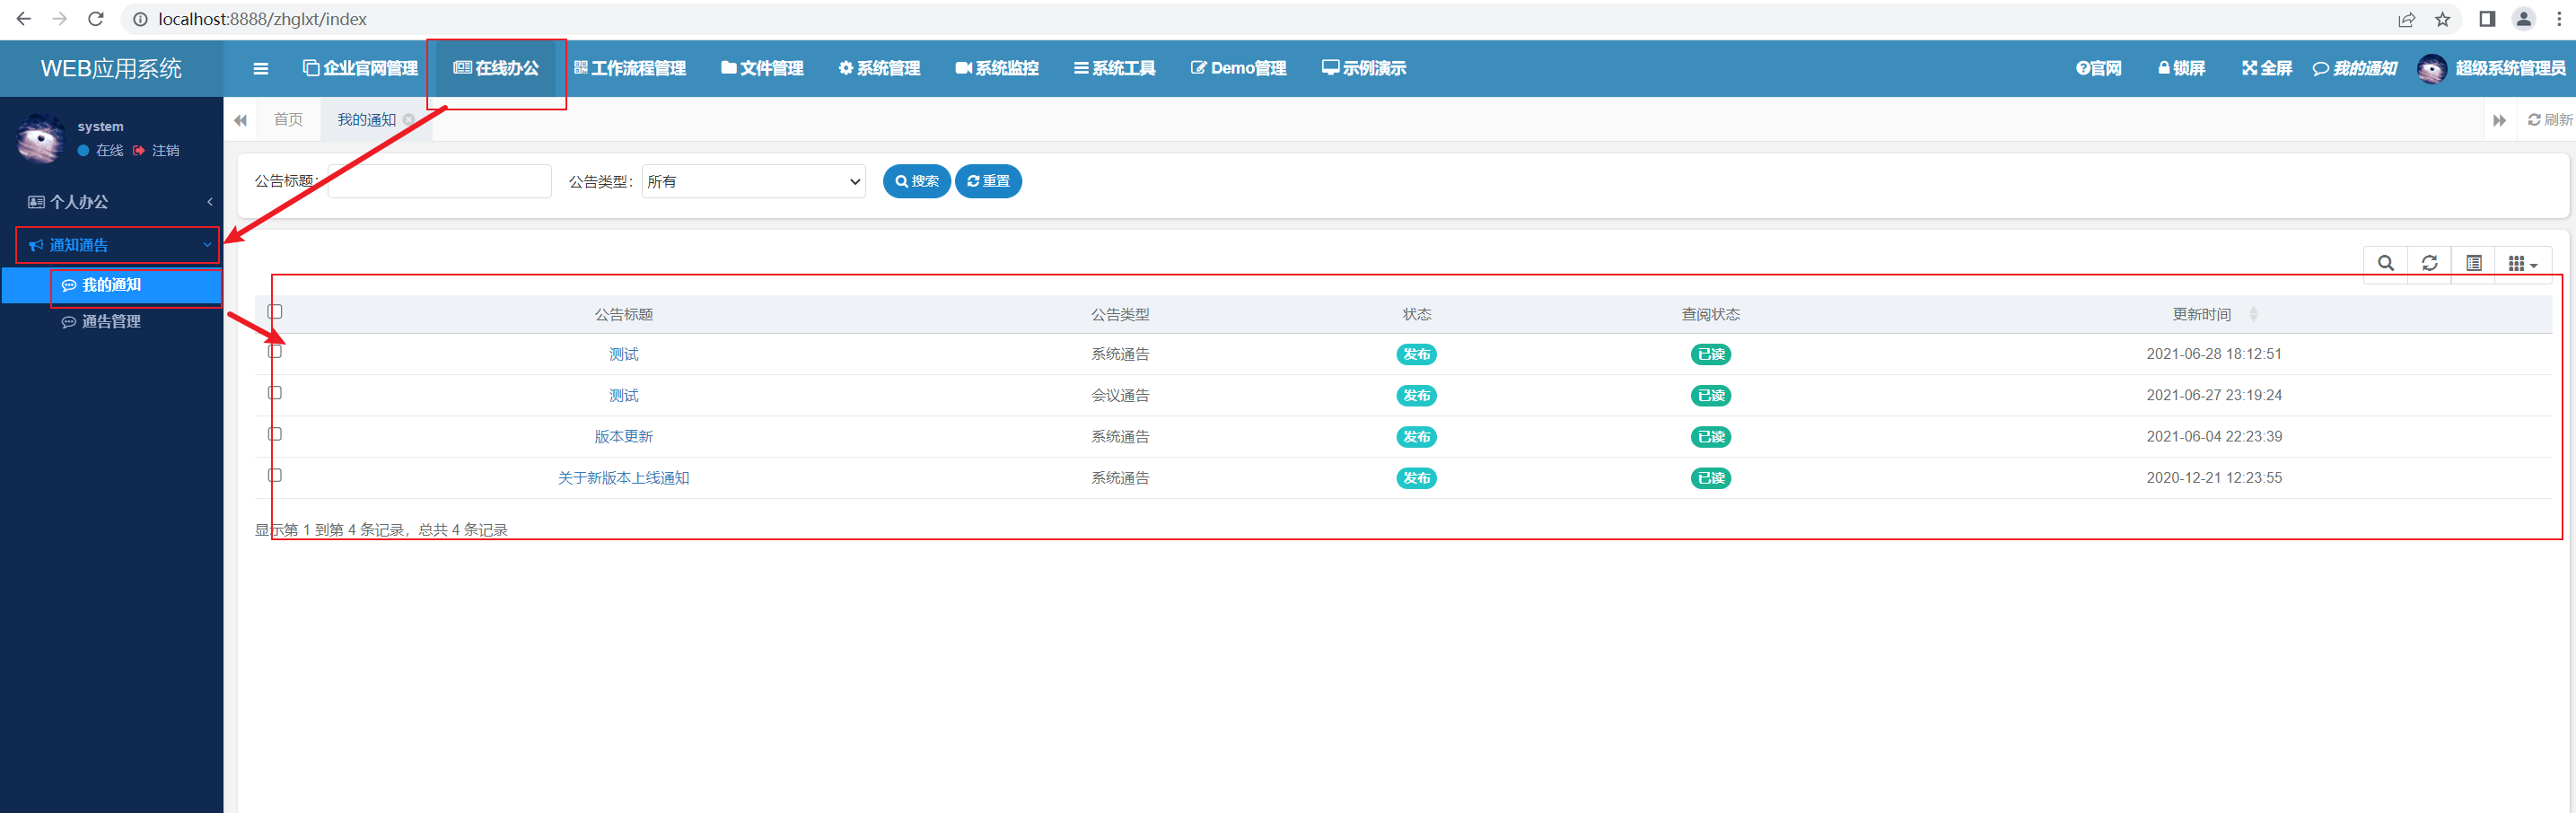 localhost:8888/zhglxt/index
WEB应用系统
企业官网管理 在线办公 工作流程管理 文件管理 系统管理 系统监控 系统工具 Demo管理 示例演示 官网 锁屏 全屏 我的通知 超级系统管理员
首页 我的通知 刷新
system
在线 注销
个人办公
通知通告
我的通知
通告管理
公告标题: 公告类型: 所有 搜索 重置
公告标题 公告类型 状态 查阅状态 更新时间
测试 系统通告 发布 已读 2021-06-28 18:12:51
测试 会议通告 发布 已读 2021-06-27 23:19:24
版本更新 系统通告 发布 已读 2021-06-04 22:23:39
关于新版本上线通知 系统通告 发布 已读 2020-12-21 12:23:55
显示第 1 到第 4 条记录，总共 4 条记录